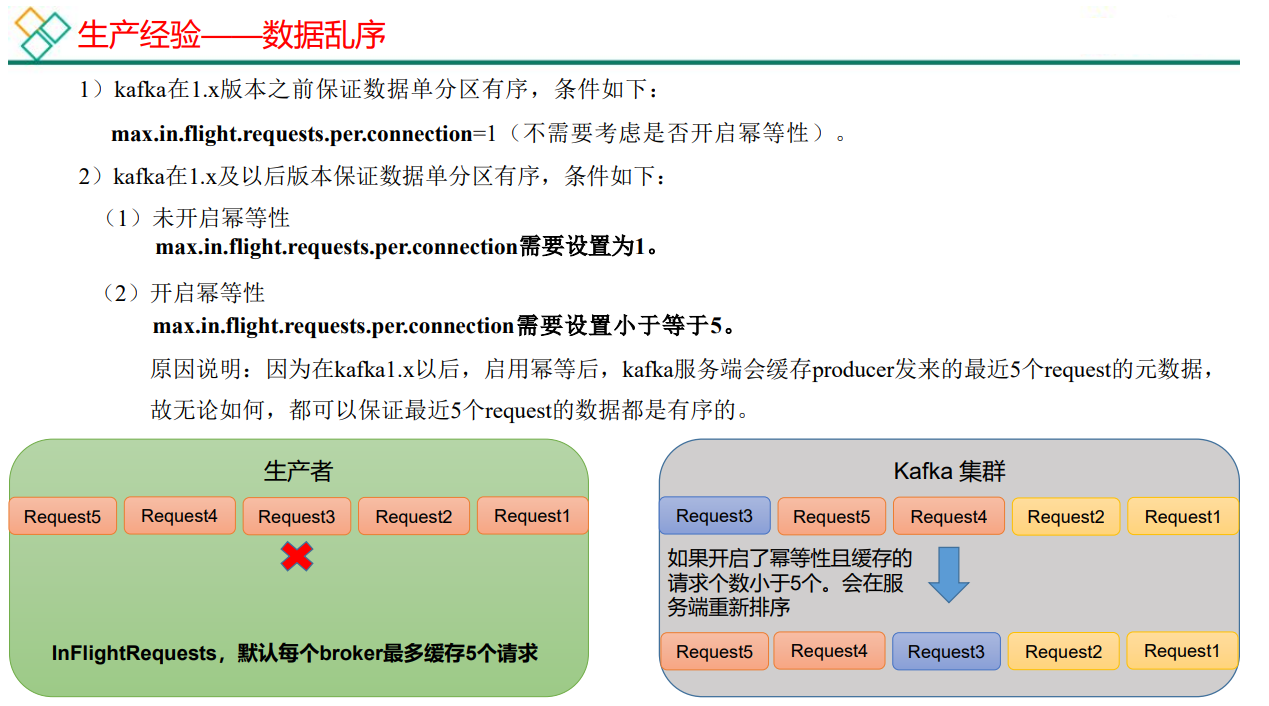 生产经验——数据乱序
1）kafka在1.x版本之前保证数据单分区有序，条件如下：
max.in.flight.requests.per.connection=1（不需要考虑是否开启幂等性）。
2）kafka在1.x及以后版本保证数据单分区有序，条件如下：
（1）未开启幂等性
max.in.flight.requests.per.connection需要设置为1。
（2）开启幂等性
max.in.flight.requests.per.connection需要设置小于等于5。
原因说明：因为在kafka1.x以后，启用幂等后，kafka服务端会缓存producer发来的最近5个request的元数据，
故无论如何，都可以保证最近5个request的数据都是有序的。
生产者
Request5 Request4 Request3 Request2 Request1
InFlightRequests，默认每个broker最多缓存5个请求
Kafka 集群
Request3 Request5 Request4 Request2 Request1
如果开启了幂等性且缓存的
请求个数小于5个。会在服
务端重新排序
Request5 Request4 Request3 Request2 Request1